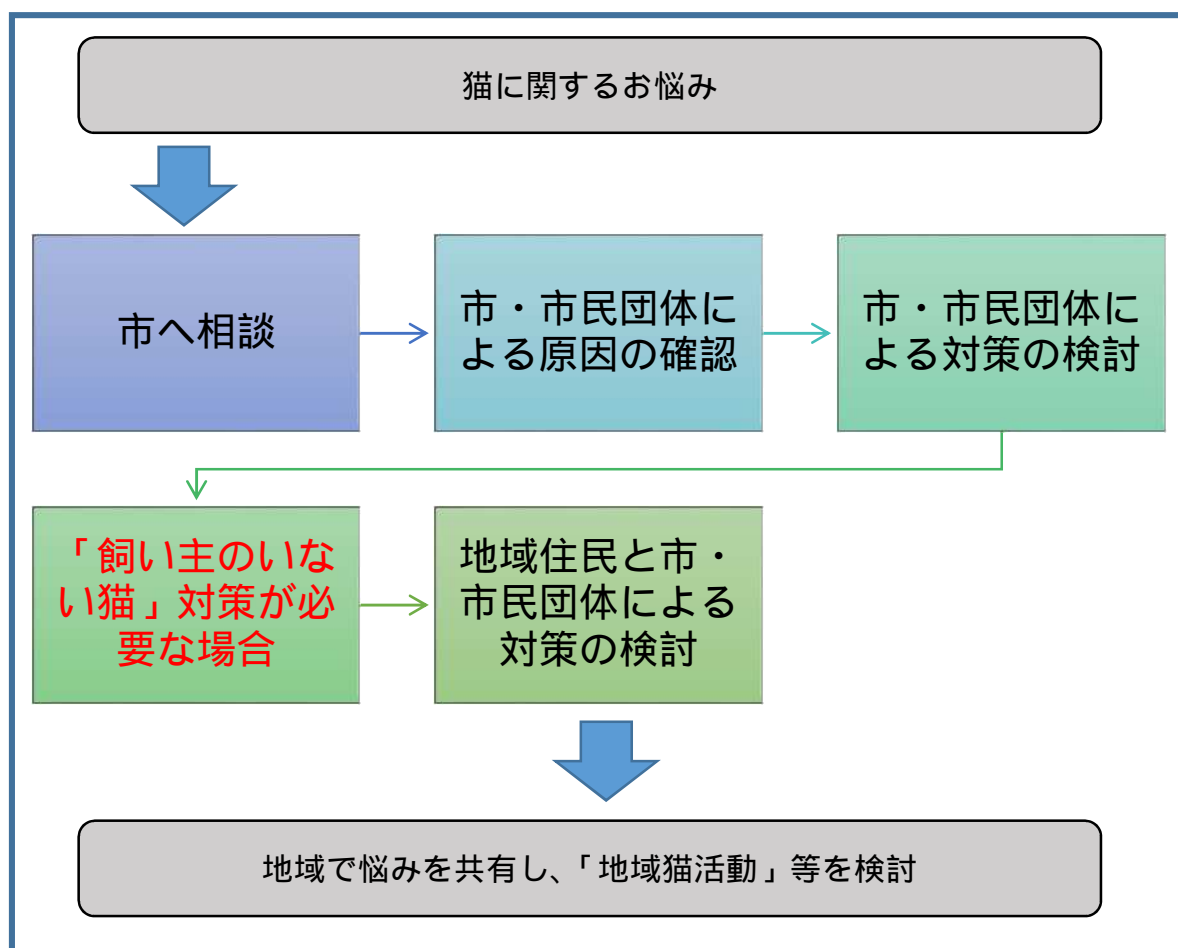 猫に関するお悩み
市へ相談
市・市民団体に
よる原因の確認
市・市民団体に
よる対策の検討
「飼い主のいな
い猫」対策が必
要な場合
地域住民と市・
市民団体による
対策の検討
地域で悩みを共有し、「地域猫活動」等を検討